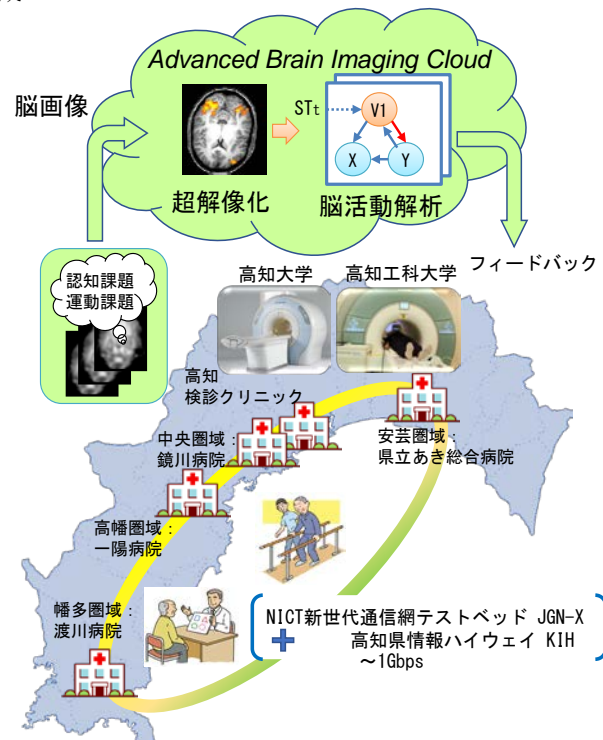 Advanced Brain Imaging Cloud
脳画像
STt
V1
X
Y
超解像化
脳活動解析
フィードバック
認知課題
運動課題
高知大学
高知工科大学
高知
検診クリニック
中央圏域：
鏡川病院
安芸圏域：
県立あき総合病院
高幡圏域：
一陽病院
幡多圏域：
渡川病院
NICT新世代通信網テストベッド JGN-X
高知県情報ハイウェイ KIH
～1Gbps